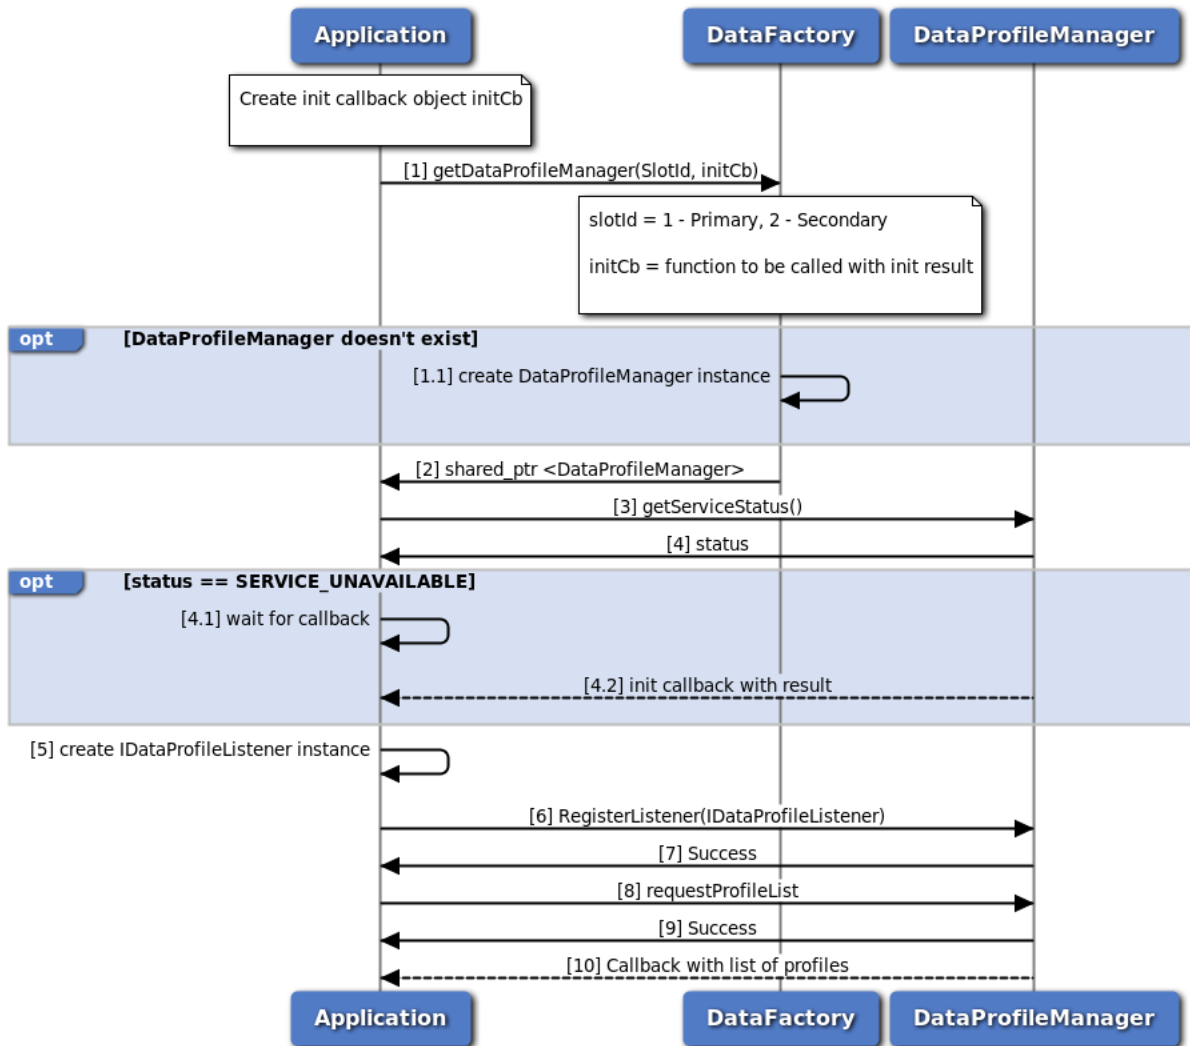 Application
DataFactory
DataProfileManager
Create init callback object initCb
[1] getDataProfileManager(SlotId, initCb)
slotId = 1 - Primary, 2 - Secondary
initCb = function to be called with init result
opt
[DataProfileManager doesn't exist]
[1.1] create DataProfileManager instance
[2] shared_ptr <DataProfileManager>
[3] getServiceStatus()
[4] status
opt
[status == SERVICE_UNAVAILABLE]
[4.1] wait for callback
[4.2] init callback with result
[5] create IDataProfileListener instance
[6] RegisterListener(IDataProfileListener)
[7] Success
[8] requestProfileList
[9] Success
[10] Callback with list of profiles
Application
DataFactory
DataProfileManager